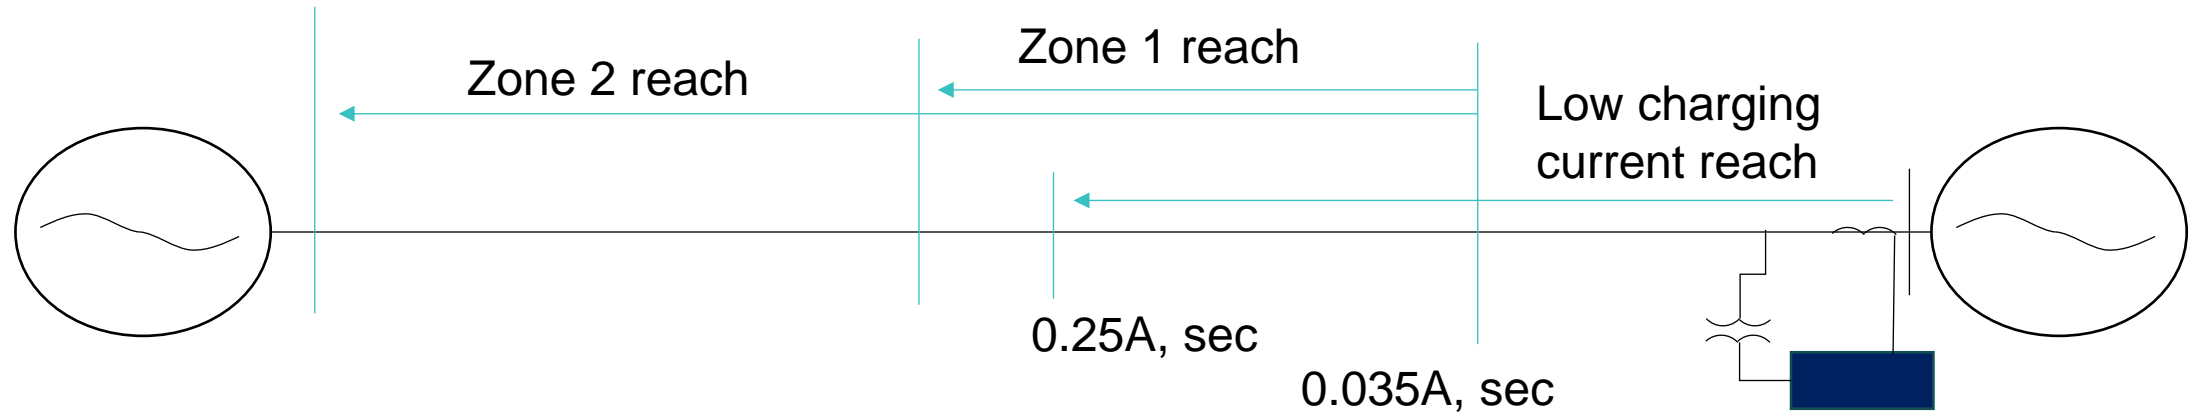 Zone 1 reach
Zone 2 reach
Low charging
current reach
0.25A, sec
0.035A, sec